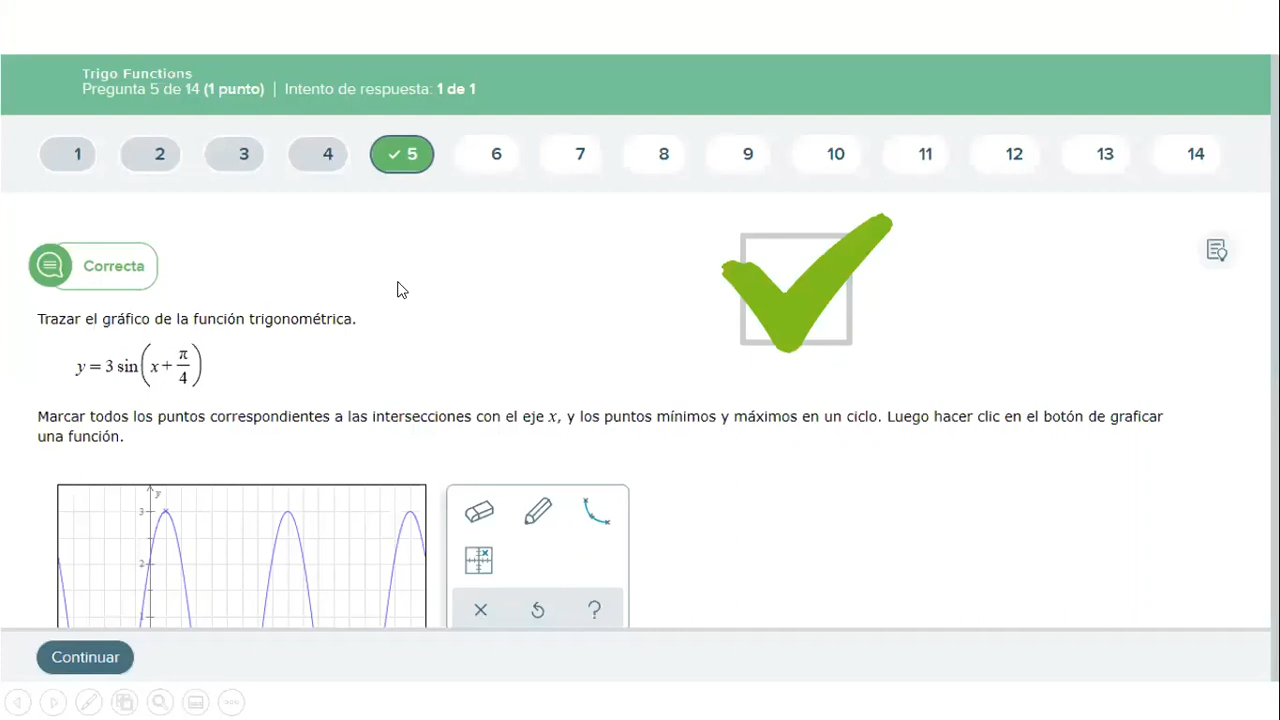 Trigo Functions
Pregunta 5 de 14 (1 punto) | Intento de respuesta: 1 de 1
1 2 3 4 5 6 7 8 9 10 11 12 13 14
Correcta
Trazar el gráfico de la función trigonométrica.
y = 3 sin(x + π/4)
Marcar todos los puntos correspondientes a las intersecciones con el eje x, y los puntos mínimos y máximos en un ciclo. Luego hacer clic en el botón de graficar
una función.
y
3
2
1
Continuar